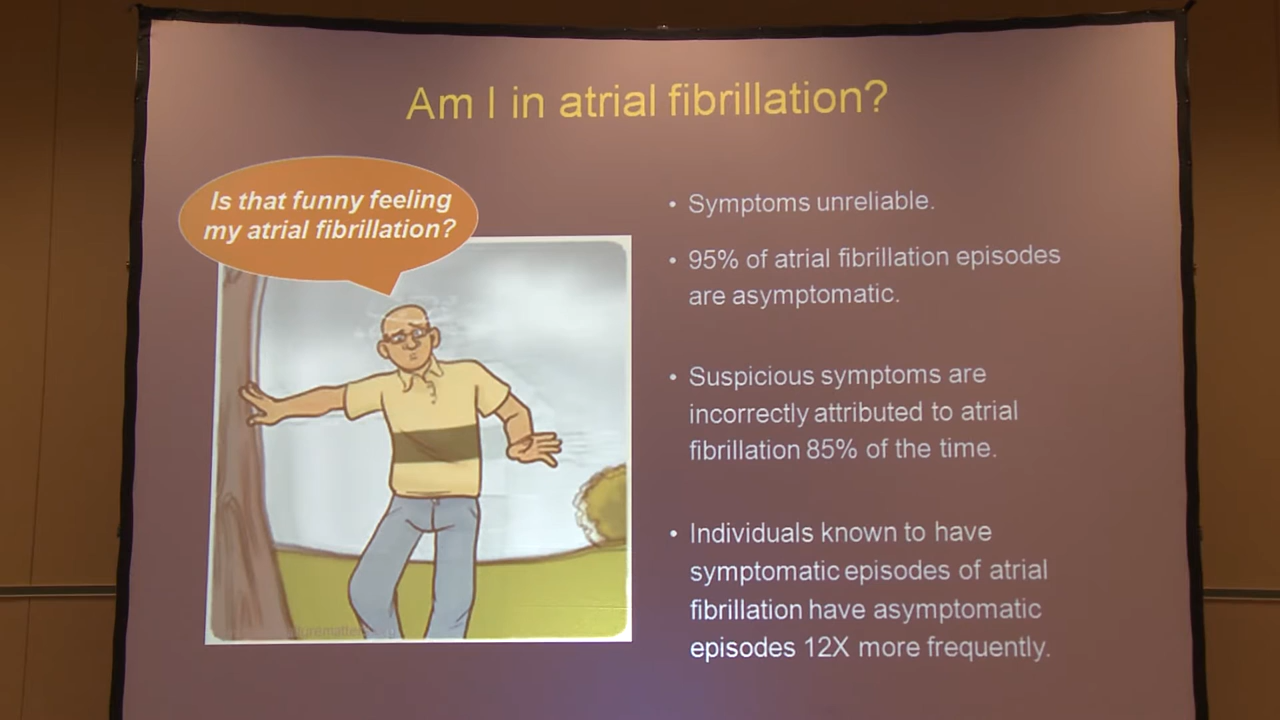 Am I in atrial fibrillation?
Is that funny feeling
my atrial fibrillation?
• Symptoms unreliable.
• 95% of atrial fibrillation episodes
are asymptomatic.
• Suspicious symptoms are
incorrectly attributed to atrial
fibrillation 85% of the time.
• Individuals known to have
symptomatic episodes of atrial
fibrillation have asymptomatic
episodes 12X more frequently.